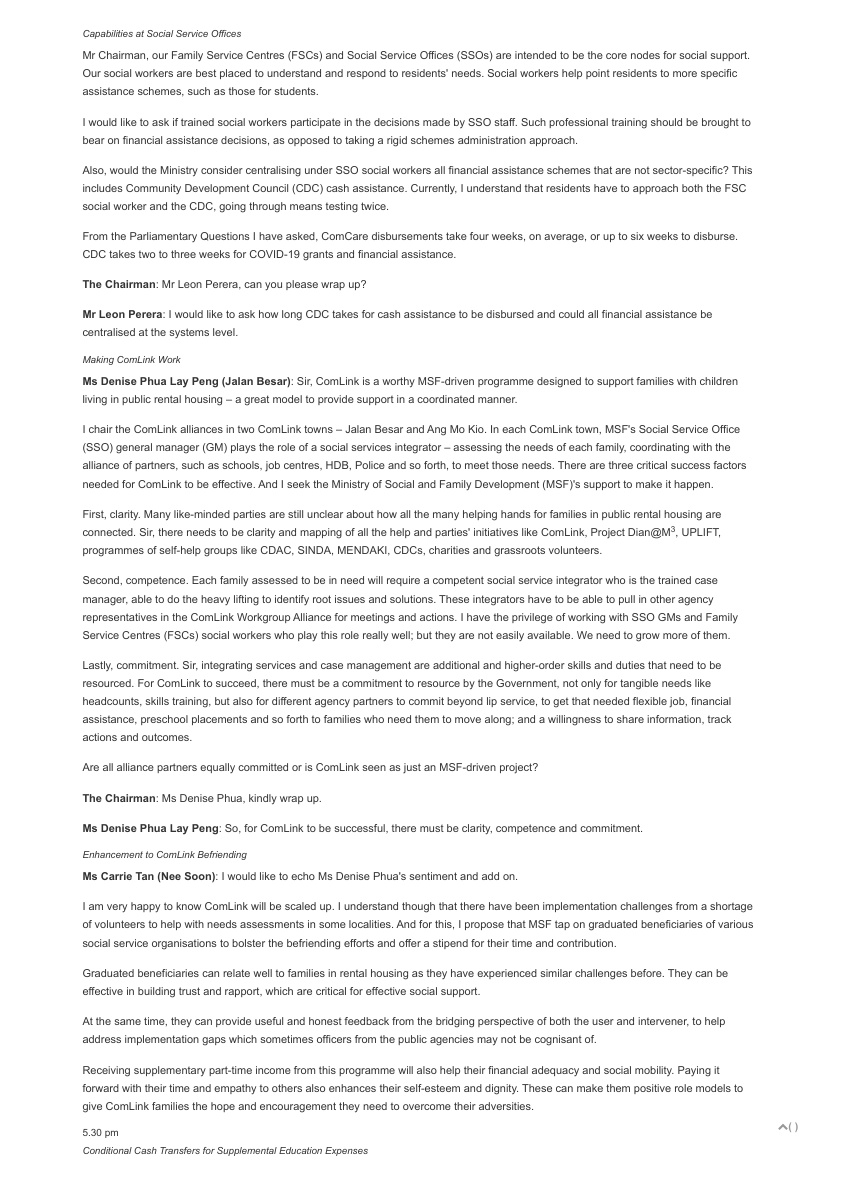 Capabilities at Social Service Offices
Mr Chairman, our Family Service Centres (FSCs) and Social Service Offices (SSOs) are intended to be the core nodes for social support.
Our social workers are best placed to understand and respond to residents' needs. Social workers help point residents to more specific
assistance schemes, such as those for students.
I would like to ask if trained social workers participate in the decisions made by SSO staff. Such professional training should be brought to
bear on financial assistance decisions, as opposed to taking a rigid schemes administration approach.
Also, would the Ministry consider centralising under SSO social workers all financial assistance schemes that are not sector-specific? This
includes Community Development Council (CDC) cash assistance. Currently, I understand that residents have to approach both the FSC
social worker and the CDC, going through means testing twice.
From the Parliamentary Questions I have asked, ComCare disbursements take four weeks, on average, or up to six weeks to disburse.
CDC takes two to three weeks for COVID-19 grants and financial assistance.
The Chairman: Mr Leon Perera, can you please wrap up?
Mr Leon Perera: I would like to ask how long CDC takes for cash assistance to be disbursed and could all financial assistance be
centralised at the systems level.
Making ComLink Work
Ms Denise Phua Lay Peng (Jalan Besar): Sir, ComLink is a worthy MSF-driven programme designed to support families with children
living in public rental housing – a great model to provide support in a coordinated manner.
I chair the ComLink alliances in two ComLink towns – Jalan Besar and Ang Mo Kio. In each ComLink town, MSF's Social Service Office
(SSO) general manager (GM) plays the role of a social services integrator – assessing the needs of each family, coordinating with the
alliance of partners, such as schools, job centres, HDB, Police and so forth, to meet those needs. There are three critical success factors
needed for ComLink to be effective. And I seek the Ministry of Social and Family Development (MSF)'s support to make it happen.
First, clarity. Many like-minded parties are still unclear about how all the many helping hands for families in public rental housing are
connected. Sir, there needs to be clarity and mapping of all the help and parties' initiatives like ComLink, Project Dian@M3, UPLIFT,
programmes of self-help groups like CDAC, SINDA, MENDAKI, CDCs, charities and grassroots volunteers.
Second, competence. Each family assessed to be in need will require a competent social service integrator who is the trained case
manager, able to do the heavy lifting to identify root issues and solutions. These integrators have to be able to pull in other agency
representatives in the ComLink Workgroup Alliance for meetings and actions. I have the privilege of working with SSO GMs and Family
Service Centres (FSCs) social workers who play this role really well; but they are not easily available. We need to grow more of them.
Lastly, commitment. Sir, integrating services and case management are additional and higher-order skills and duties that need to be
resourced. For ComLink to succeed, there must be a commitment to resource by the Government, not only for tangible needs like
headcounts, skills training, but also for different agency partners to commit beyond lip service, to get that needed flexible job, financial
assistance, preschool placements and so forth to families who need them to move along; and a willingness to share information, track
actions and outcomes.
Are all alliance partners equally committed or is ComLink seen as just an MSF-driven project?
The Chairman: Ms Denise Phua, kindly wrap up.
Ms Denise Phua Lay Peng: So, for ComLink to be successful, there must be clarity, competence and commitment.
Enhancement to ComLink Befriending
Ms Carrie Tan (Nee Soon): I would like to echo Ms Denise Phua's sentiment and add on.
I am very happy to know ComLink will be scaled up. I understand though that there have been implementation challenges from a shortage
of volunteers to help with needs assessments in some localities. And for this, I propose that MSF tap on graduated beneficiaries of various
social service organisations to bolster the befriending efforts and offer a stipend for their time and contribution.
Graduated beneficiaries can relate well to families in rental housing as they have experienced similar challenges before. They can be
effective in building trust and rapport, which are critical for effective social support.
At the same time, they can provide useful and honest feedback from the bridging perspective of both the user and intervener, to help
address implementation gaps which sometimes officers from the public agencies may not be cognisant of.
Receiving supplementary part-time income from this programme will also help their financial adequacy and social mobility. Paying it
forward with their time and empathy to others also enhances their self-esteem and dignity. These can make them positive role models to
give ComLink families the hope and encouragement they need to overcome their adversities.
( )
5.30 pm
Conditional Cash Transfers for Supplemental Education Expenses